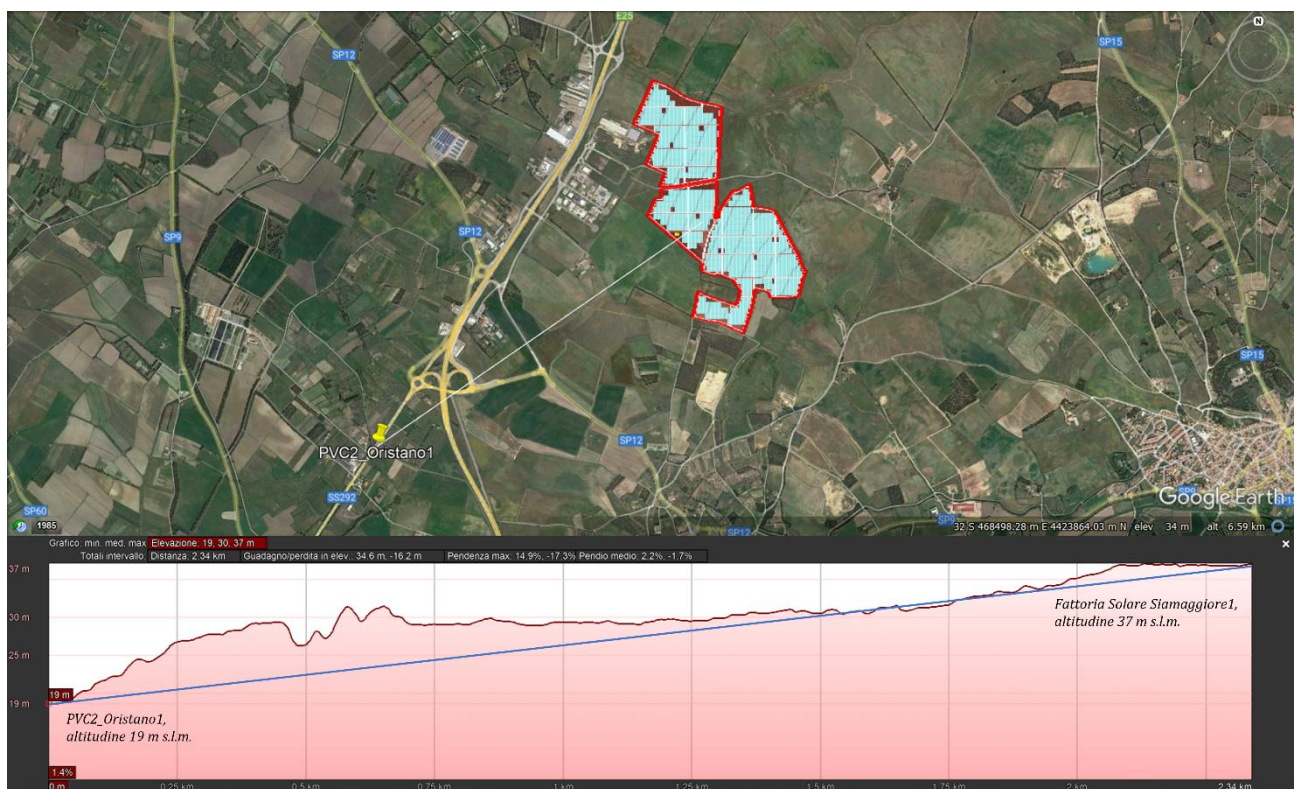 E25
N
SP12
SP15
SP9
SP12
SP15
PVC2_Oristano1
SP12
SS292
SP60
SP9
SP9
SP15
SP12
Google Earth
1985
32 S 468498.28 m E 4423864.03 m N elev 34 m alt 6.59 km
Grafico: min. med. max Elevazione: 19, 30, 37 m
Totali intervallo: Distanza: 2.34 km Guadagno/perdita in elev.: 34.6 m. -16.2 m Pendenza max: 14.9%, -17.3% Pendio medio: 2.2%. -1.7%
37 m
30 m
25 m
19 m
19 m
Fattoria Solare Siamaggiore1,
altitudine 37 m s.l.m.
PVC2_Oristano1,
altitudine 19 m s.l.m.
1.4%
0 m 0.25 km 0.5 km 0.75 km 1 km 1.25 km 1.5 km 1.75 km 2 km 2.34 km